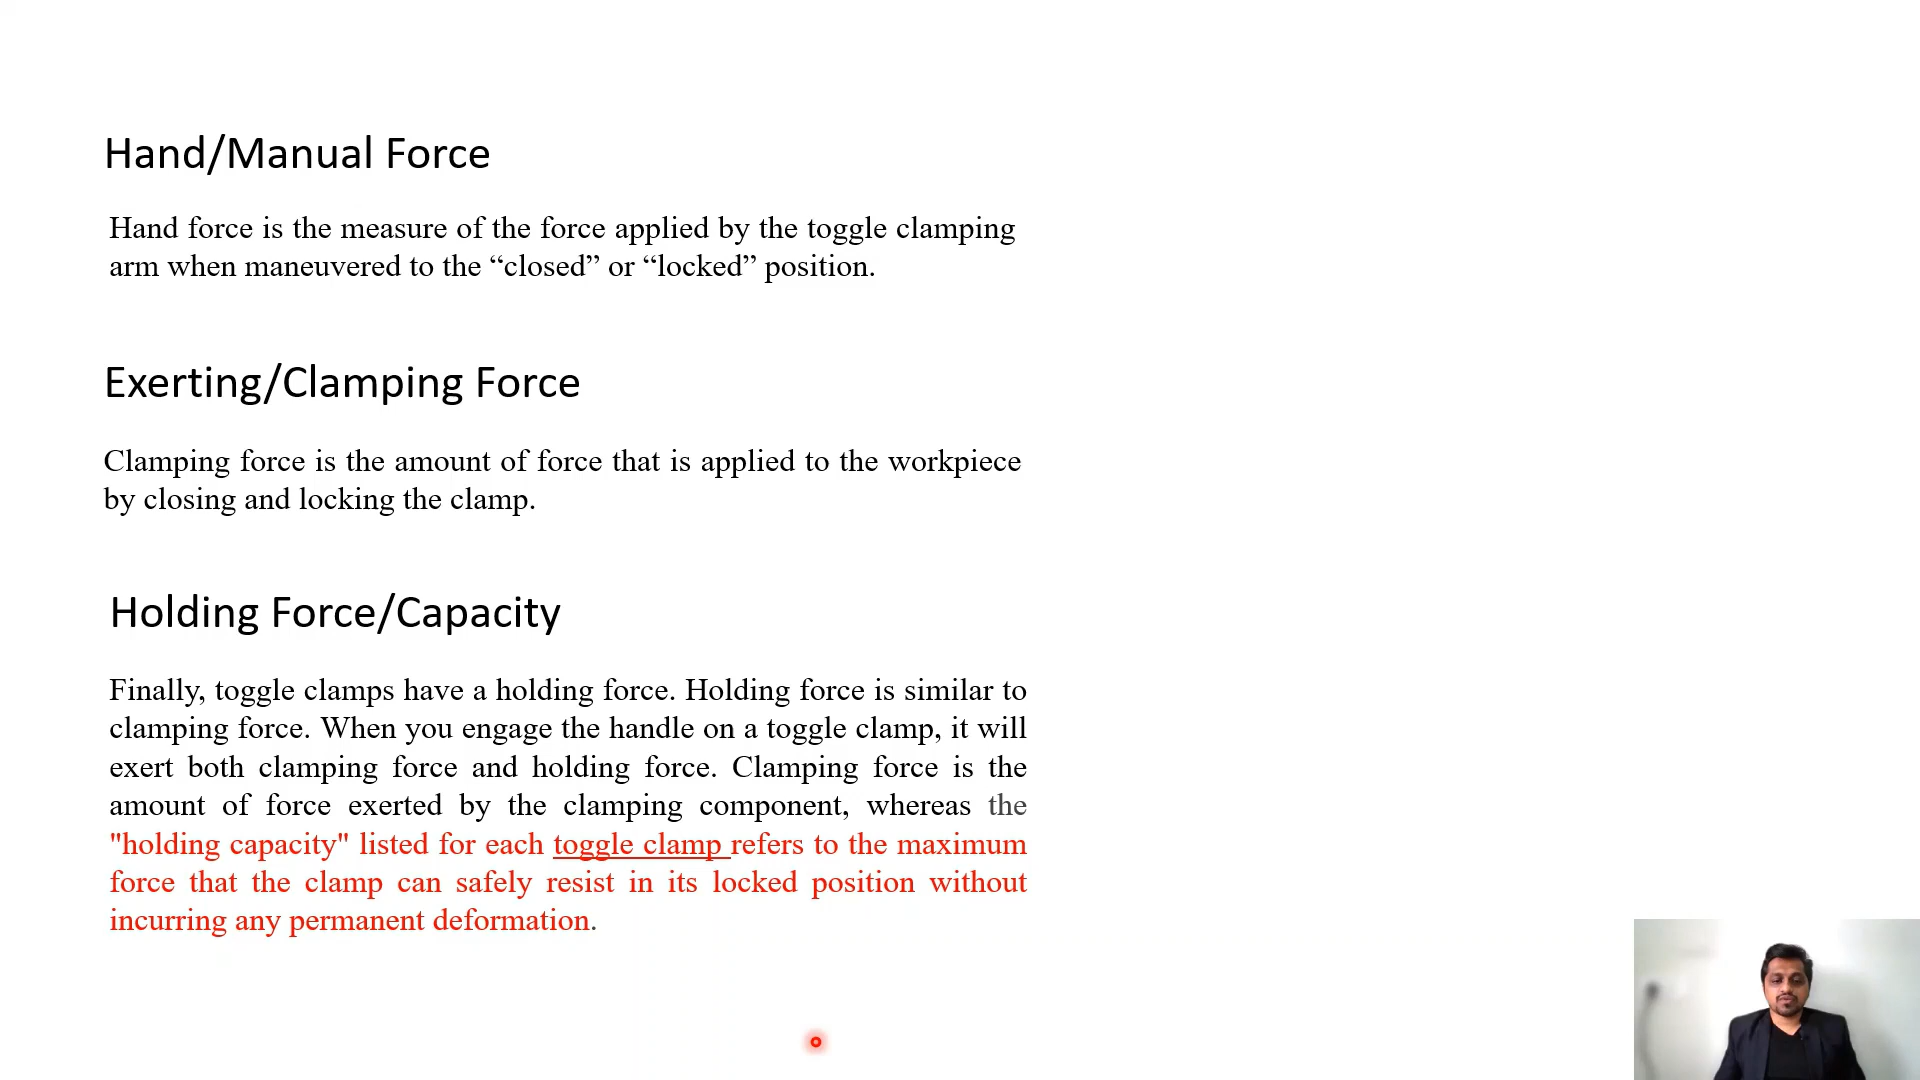 Hand/Manual Force
Hand force is the measure of the force applied by the toggle clamping
arm when maneuvered to the “closed” or “locked” position.
Exerting/Clamping Force
Clamping force is the amount of force that is applied to the workpiece
by closing and locking the clamp.
Holding Force/Capacity
Finally, toggle clamps have a holding force. Holding force is similar to
clamping force. When you engage the handle on a toggle clamp, it will
exert both clamping force and holding force. Clamping force is the
amount of force exerted by the clamping component, whereas the
"holding capacity" listed for each toggle clamp refers to the maximum
force that the clamp can safely resist in its locked position without
incurring any permanent deformation.